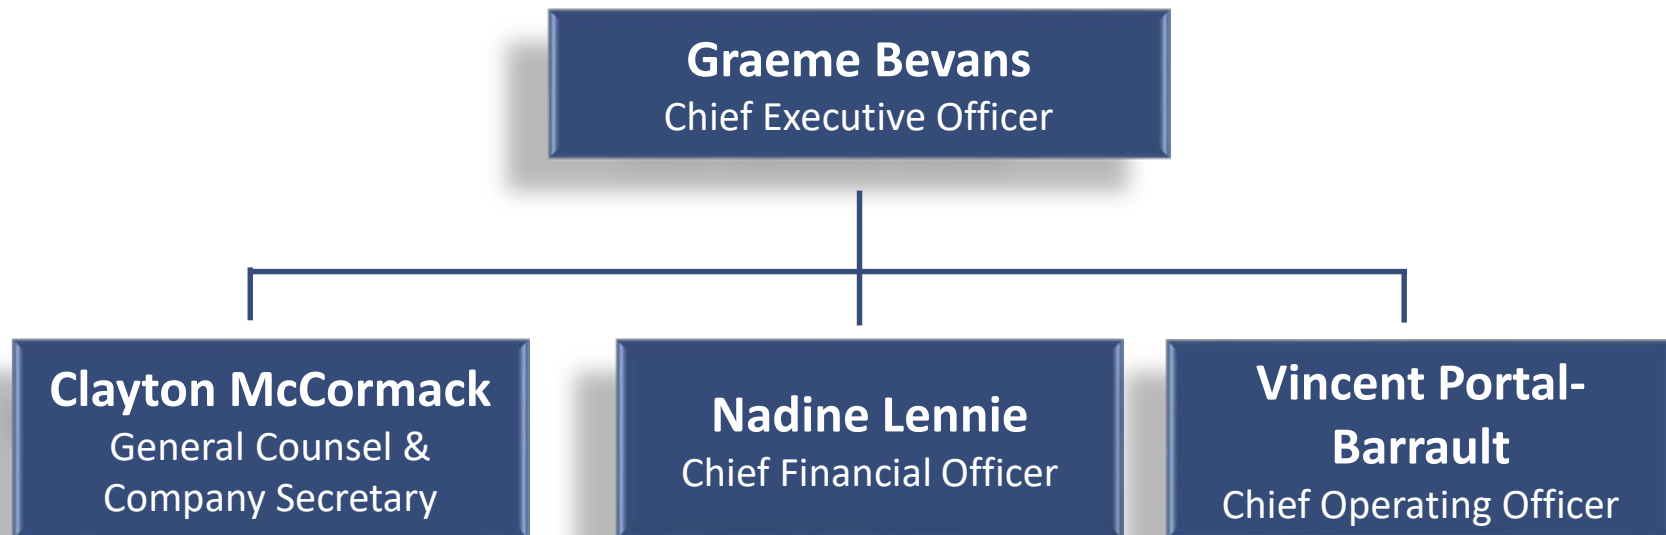 Graeme Bevans
Chief Executive Officer
Clayton McCormack
General Counsel &
Company Secretary
Nadine Lennie
Chief Financial Officer
Vincent Portal-
Barrault
Chief Operating Officer